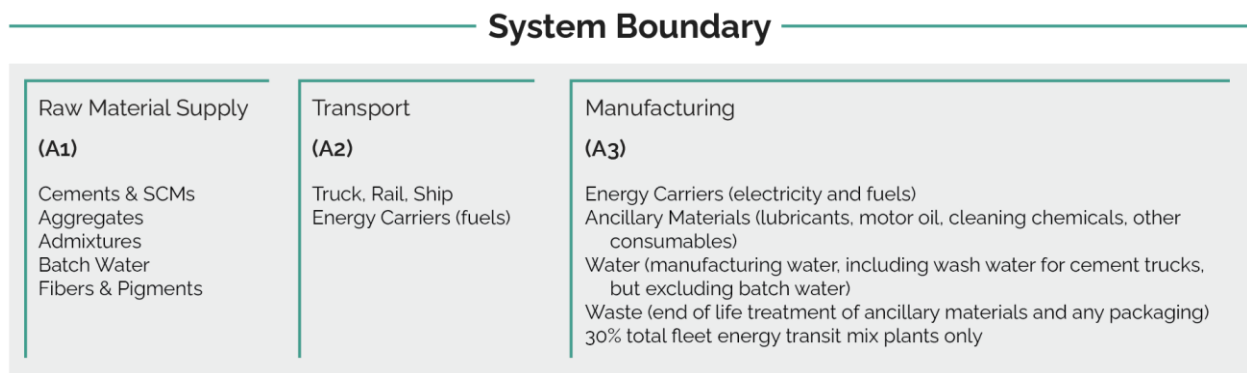 System Boundary
Raw Material Supply
(A1)
Cements & SCMs
Aggregates
Admixtures
Batch Water
Fibers & Pigments
Transport
(A2)
Truck, Rail, Ship
Energy Carriers (fuels)
Manufacturing
(A3)
Energy Carriers (electricity and fuels)
Ancillary Materials (lubricants, motor oil, cleaning chemicals, other
consumables)
Water (manufacturing water, including wash water for cement trucks,
but excluding batch water)
Waste (end of life treatment of ancillary materials and any packaging)
30% total fleet energy transit mix plants only